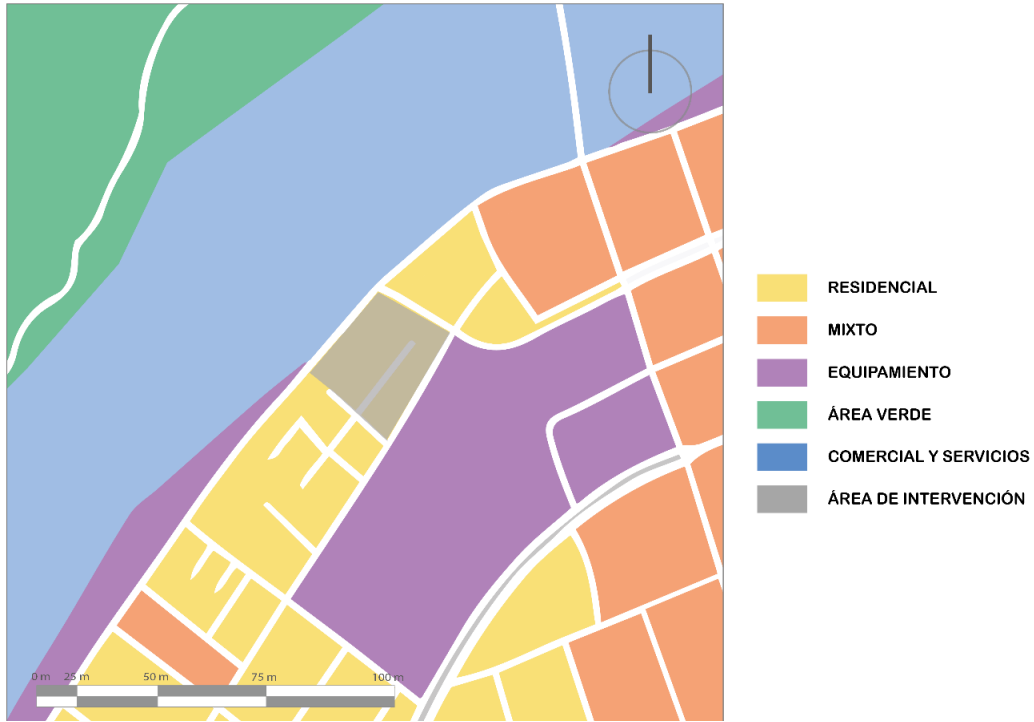 RESIDENCIAL
MIXTO
EQUIPAMIENTO
ÁREA VERDE
COMERCIAL Y SERVICIOS
ÁREA DE INTERVENCIÓN
0 m 25 m 50 m 75 m 100 m